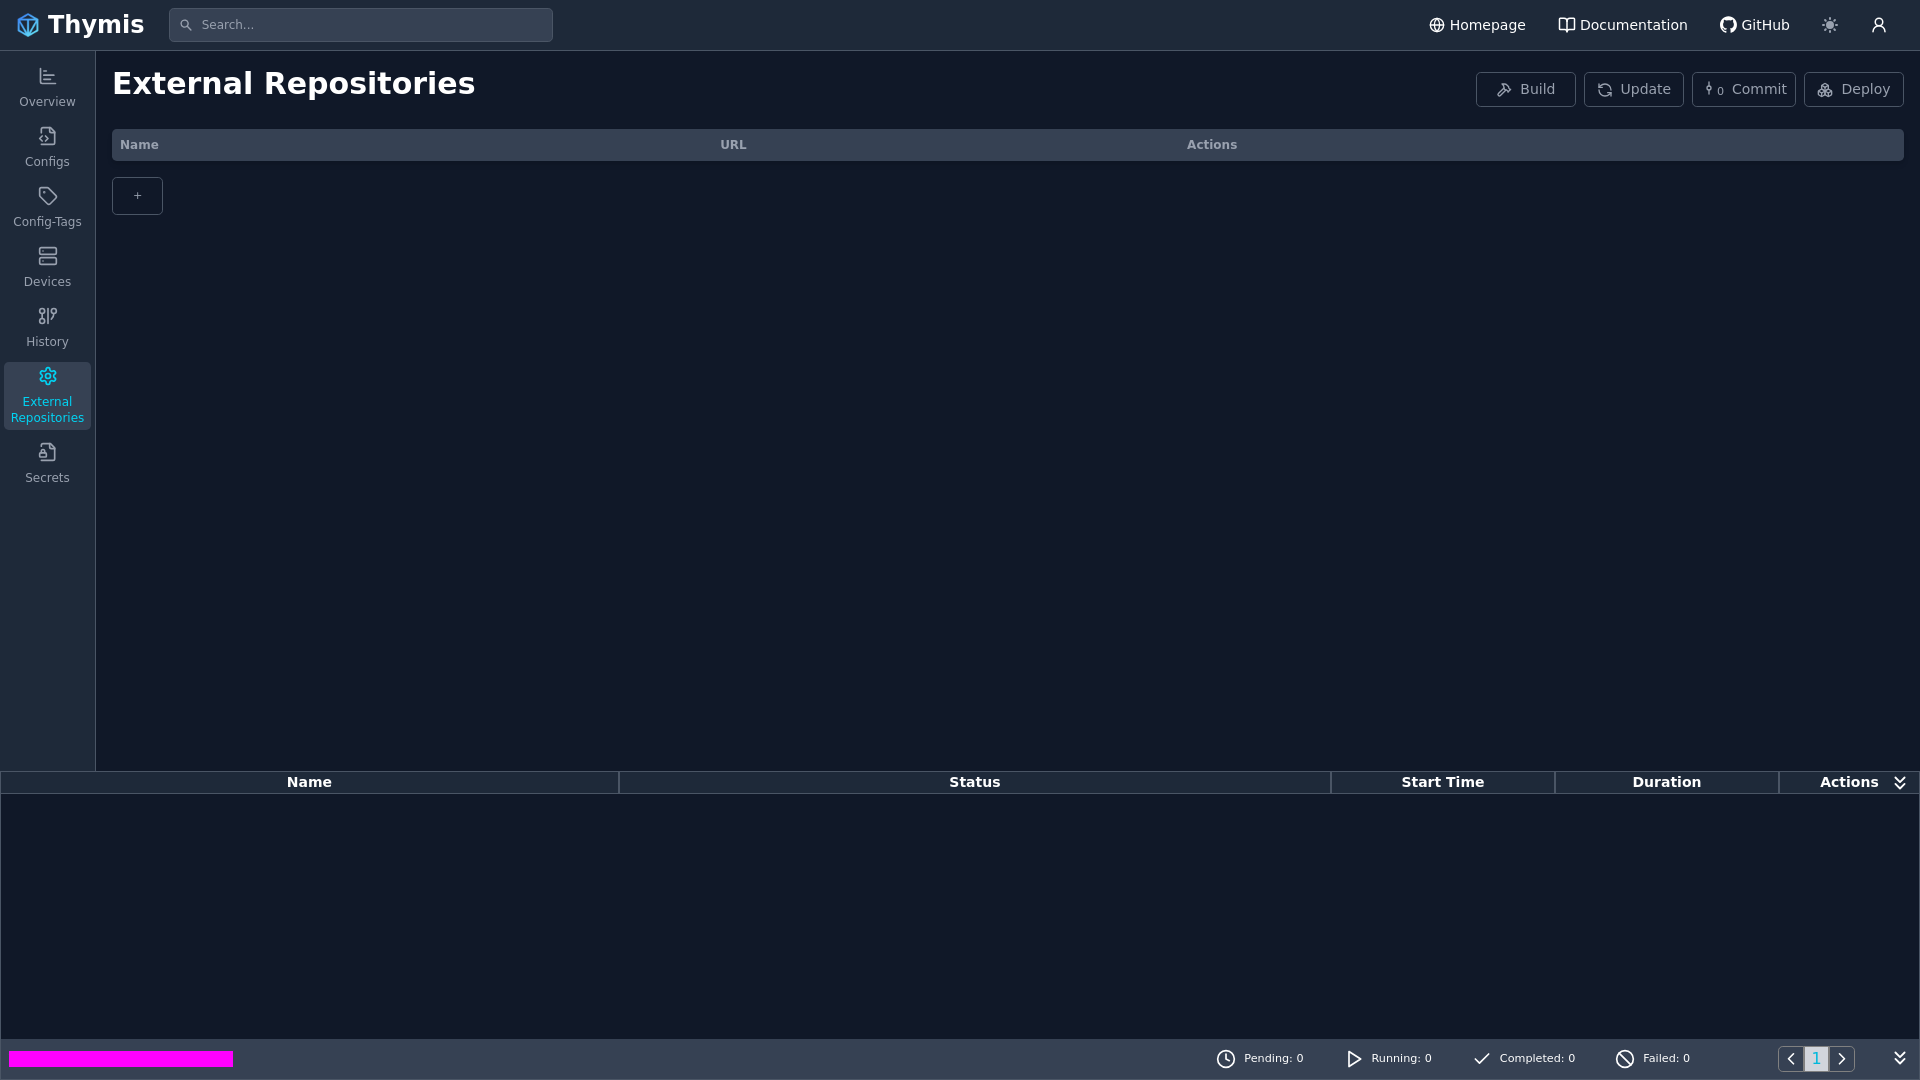 Thymis
Search...
Homepage
Documentation
GitHub
Overview
Configs
Config-Tags
Devices
History
External
Repositories
Secrets
External Repositories
Build
Update
0 Commit
Deploy
Name URL Actions
+
Name Status Start Time Duration Actions
Pending: 0
Running: 0
Completed: 0
Failed: 0
1